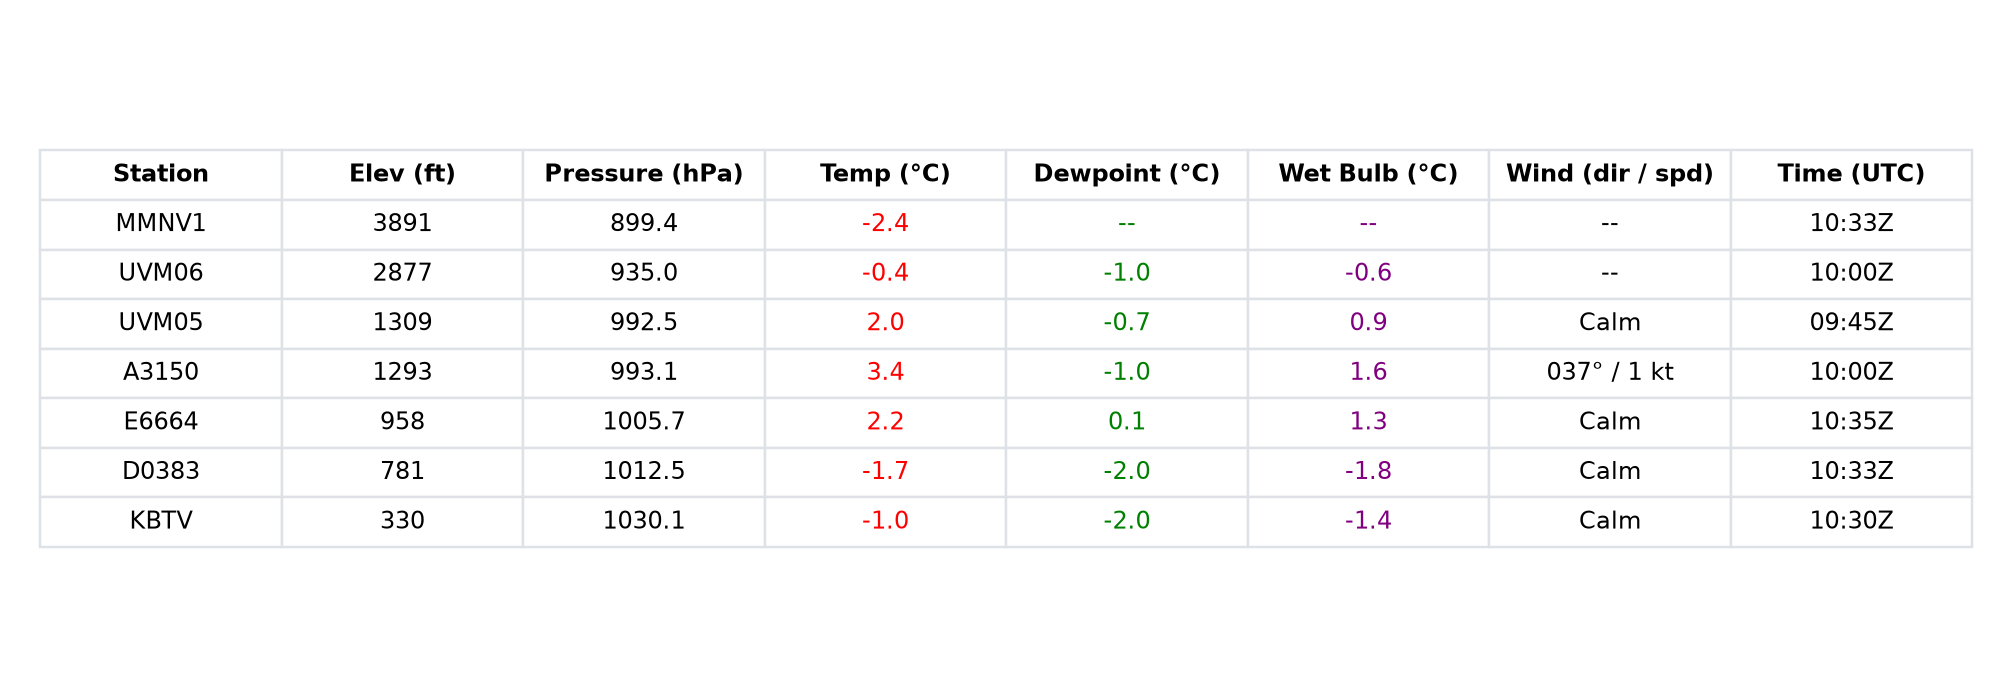 Station Elev (ft) Pressure (hPa) Temp (°C) Dewpoint (°C) Wet Bulb (°C) Wind (dir / spd) Time (UTC)
MMNV1 3891 899.4 -2.4 -- -- -- 10:33Z
UVM06 2877 935.0 -0.4 -1.0 -0.6 -- 10:00Z
UVM05 1309 992.5 2.0 -0.7 0.9 Calm 09:45Z
A3150 1293 993.1 3.4 -1.0 1.6 037° / 1 kt 10:00Z
E6664 958 1005.7 2.2 0.1 1.3 Calm 10:35Z
D0383 781 1012.5 -1.7 -2.0 -1.8 Calm 10:33Z
KBTV 330 1030.1 -1.0 -2.0 -1.4 Calm 10:30Z